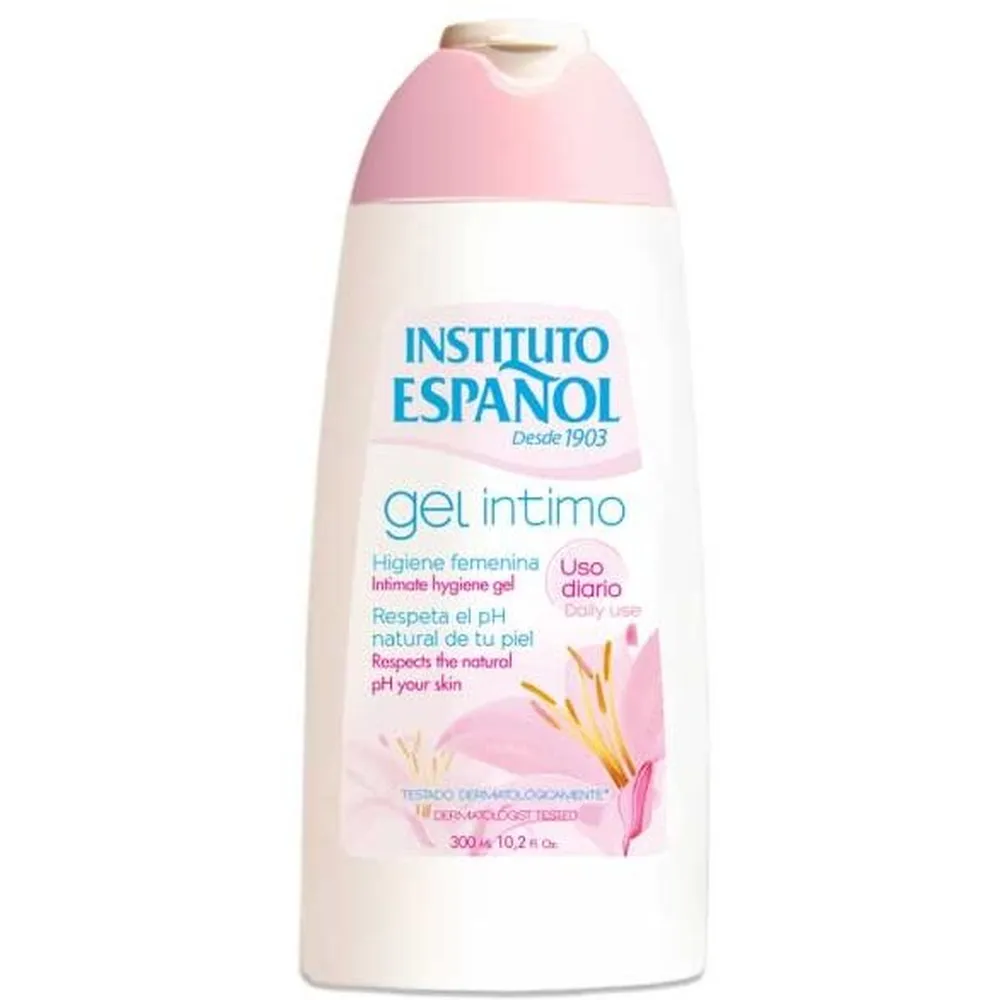 INSTITUTO
ESPAÑOL
Desde 1903
gel intimo
Higiene femenina
Intimate hygiene gel
Uso
diario
Daily use
Respeta el pH
natural de tu piel
Respects the natural
pH your skin
TESTADO DERMATOLÓGICAMENTE*
DERMATOLOGIST TESTED
300 ML 10,2 fl. Oz.